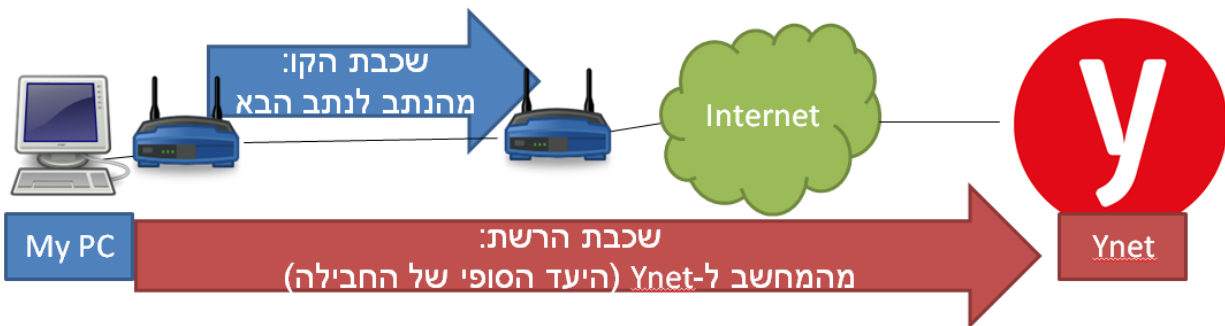 שכבת הקו:
מהנתב לנתב הבא
Internet
y
My PC
שכבת הרשת:
מהמחשב ל-Ynet (היעד הסופי של החבילה)
Ynet